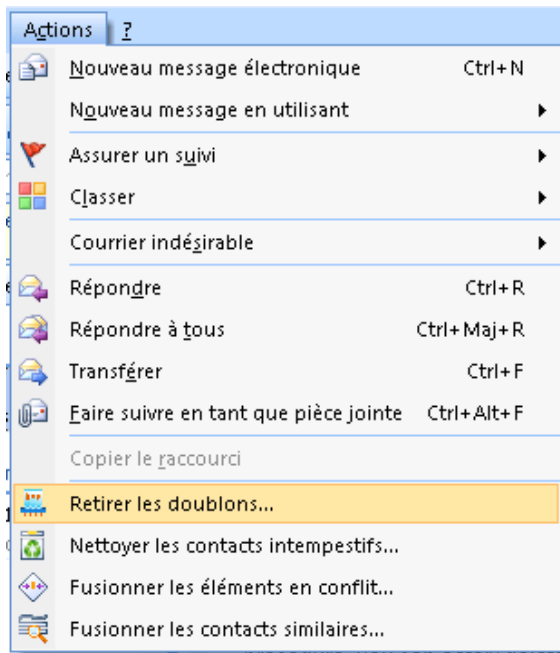 Actions ?
Nouveau message électronique Ctrl+N
Nouveau message en utilisant
Assurer un suivi
Classer
Courrier indésirable
Répondre Ctrl+R
Répondre à tous Ctrl+Maj+R
Transférer Ctrl+F
Faire suivre en tant que pièce jointe Ctrl+Alt+F
Copier le raccourci
Retirer les doublons...
Nettoyer les contacts intempestifs...
Fusionner les éléments en conflit...
Fusionner les contacts similaires...